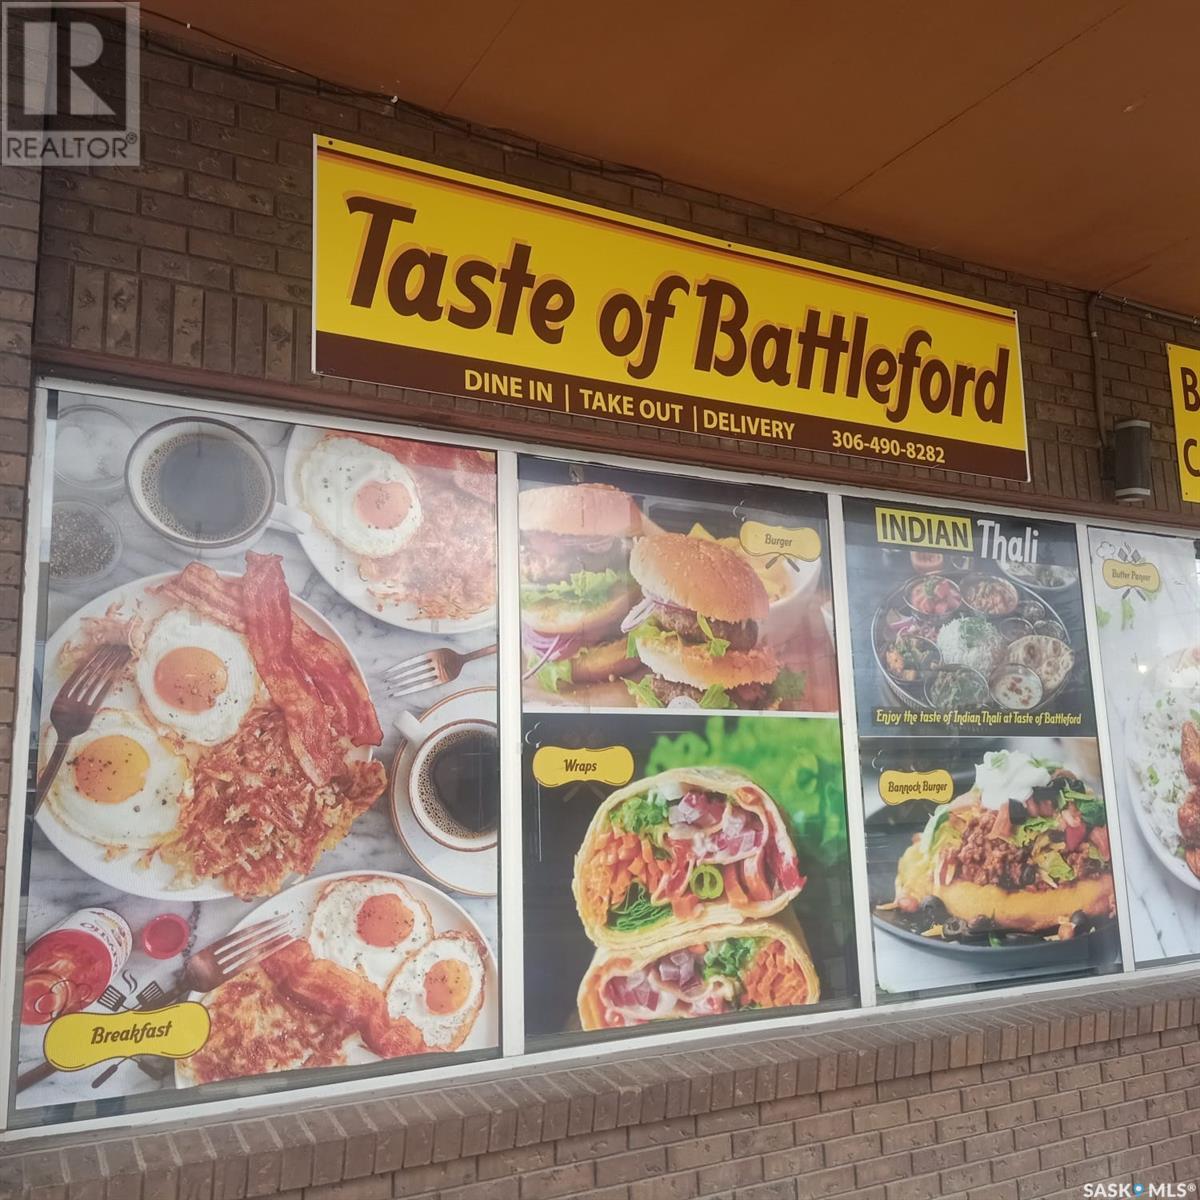 R
REALTOR®
Taste of Battleford
DINE IN | TAKE OUT | DELIVERY 306-490-8282
B
C
Burger
INDIAN Thali
Butter Paneer
Enjoy the taste of Indian Thali at Taste of Battleford
Wraps
Bannock Burger
Breakfast
SASK MLS®